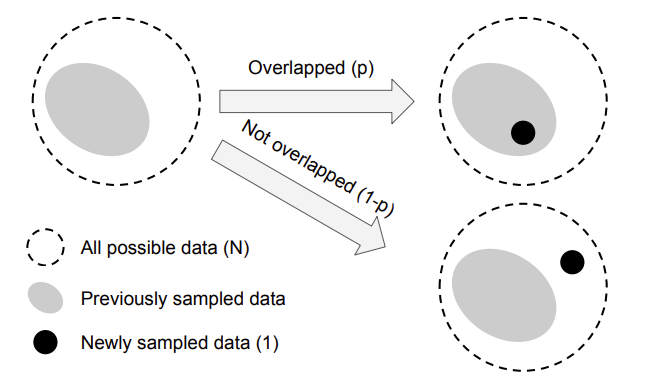 Overlapped (p)
Not overlapped (1-p)
All possible data (N)
Previously sampled data
Newly sampled data (1)